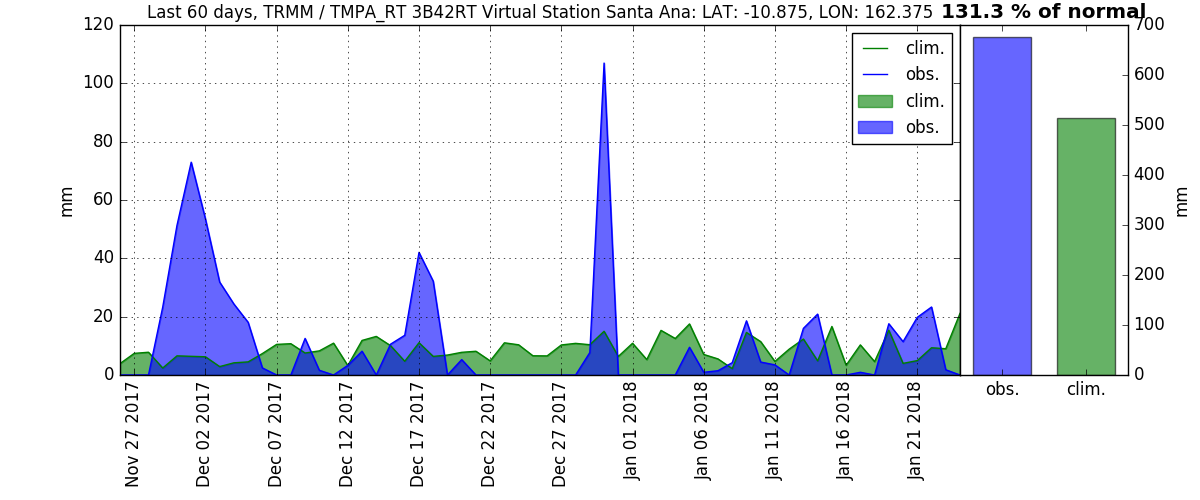 Last 60 days, TRMM / TMPA_RT 3B42RT Virtual Station Santa Ana: LAT: -10.875, LON: 162.375 131.3 % of normal
120
100
80
60
40
20
0
mm
clim.
obs.
clim.
obs.
700
600
500
400
300
200
100
0
mm
obs. clim.
Nov 27 2017
Dec 02 2017
Dec 07 2017
Dec 12 2017
Dec 17 2017
Dec 22 2017
Dec 27 2017
Jan 01 2018
Jan 06 2018
Jan 11 2018
Jan 16 2018
Jan 21 2018